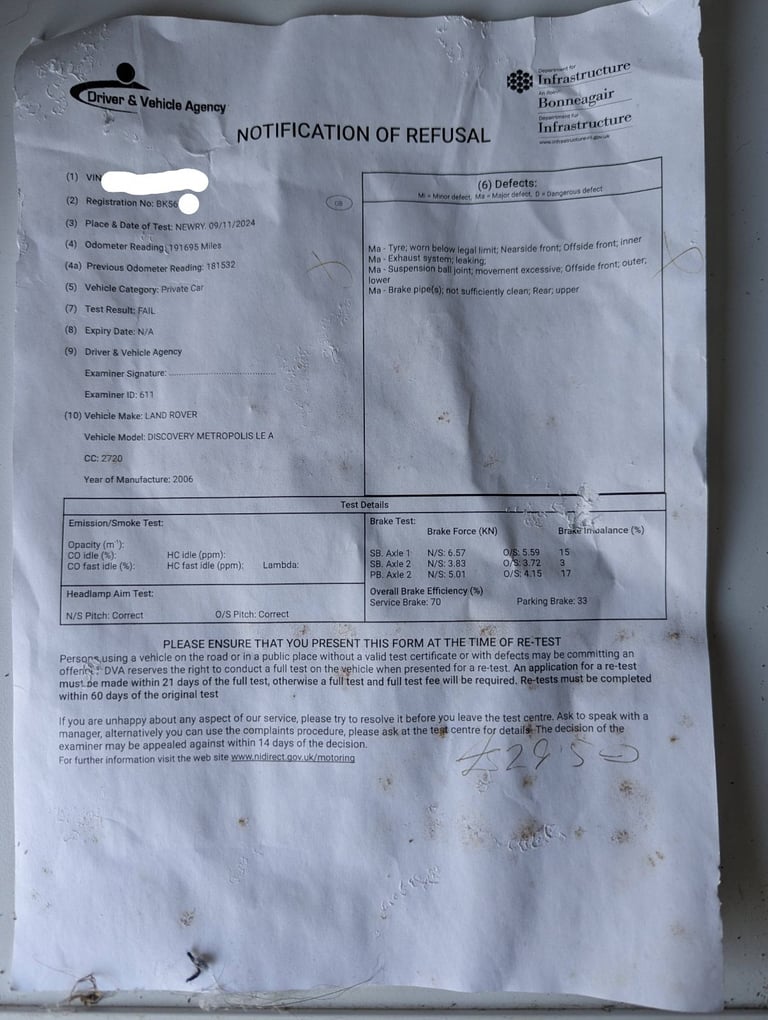 Driver & Vehicle Agency
Department for
Infrastructure
An Roinn
Bonneagair
Department for
Infrastructure
www.infrastructure-ni.gov.uk
NOTIFICATION OF REFUSAL
(1) VIN
(2) Registration No: BK56
GB
(3) Place & Date of Test: NEWRY 09/11/2024
(4) Odometer Reading 191695 Miles
(4a) Previous Odometer Reading: 181532
(5) Vehicle Category: Private Car
(7) Test Result: FAIL
(8) Expiry Date: N/A
(9) Driver & Vehicle Agency
Examiner Signature:
Examiner ID: 611
(10) Vehicle Make: LAND ROVER
Vehicle Model: DISCOVERY METROPOLIS LE A
CC: 2720
Year of Manufacture: 2006
(6) Defects:
Mi = Minor defect, Ma = Major defect, D = Dangerous defect
Ma - Tyre; worn below legal limit; Nearside front; Offside front; inner
Ma - Exhaust system; leaking;
Ma - Suspension ball joint; movement excessive; Offside front; outer;
lower
Ma - Brake pipe(s); not sufficiently clean; Rear; upper
Test Details
Emission/Smoke Test:
Opacity (m⁻¹):
CO idle (%): HC idle (ppm):
CO fast idle (%): HC fast idle (ppm): Lambda:
Headlamp Aim Test:
N/S Pitch: Correct O/S Pitch: Correct
Brake Test:
Brake Force (KN) Brake Imbalance (%)
SB. Axle 1 N/S: 6.57 O/S: 5.59 15
SB. Axle 2 N/S: 3.83 O/S: 3.72 3
PB. Axle 2 N/S: 5.01 O/S: 4.15 17
Overall Brake Efficiency (%)
Service Brake: 70 Parking Brake: 33
PLEASE ENSURE THAT YOU PRESENT THIS FORM AT THE TIME OF RE-TEST
Persons using a vehicle on the road or in a public place without a valid test certificate or with defects may be committing an
offence. DVA reserves the right to conduct a full test on the vehicle when presented for a re-test. An application for a re-test
must be made within 21 days of the full test, otherwise a full test and full test fee will be required. Re-tests must be completed
within 60 days of the original test
If you are unhappy about any aspect of our service, please try to resolve it before you leave the test centre. Ask to speak with a
manager, alternatively you can use the complaints procedure, please ask at the test centre for details. The decision of the
examiner may be appealed against within 14 days of the decision.
For further information visit the web site www.nidirect.gov.uk/motoring
£29.50